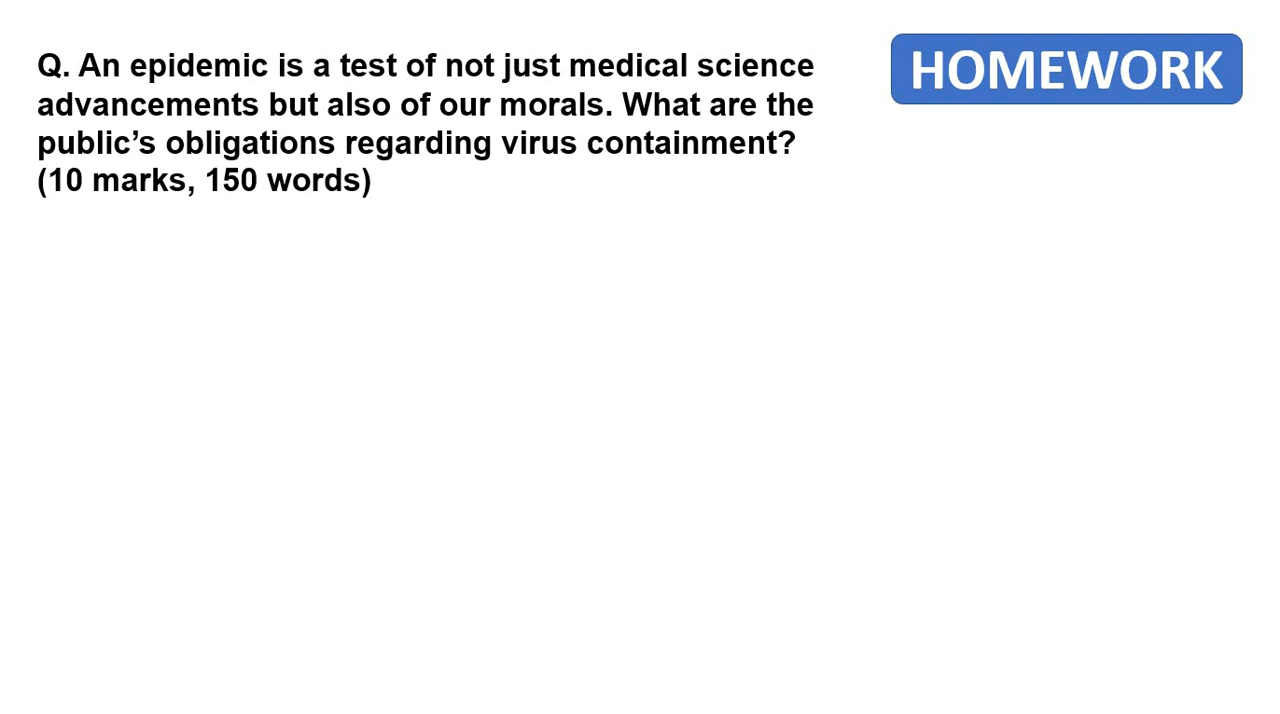 Q. An epidemic is a test of not just medical science
advancements but also of our morals. What are the
public’s obligations regarding virus containment?
(10 marks, 150 words)
HOMEWORK